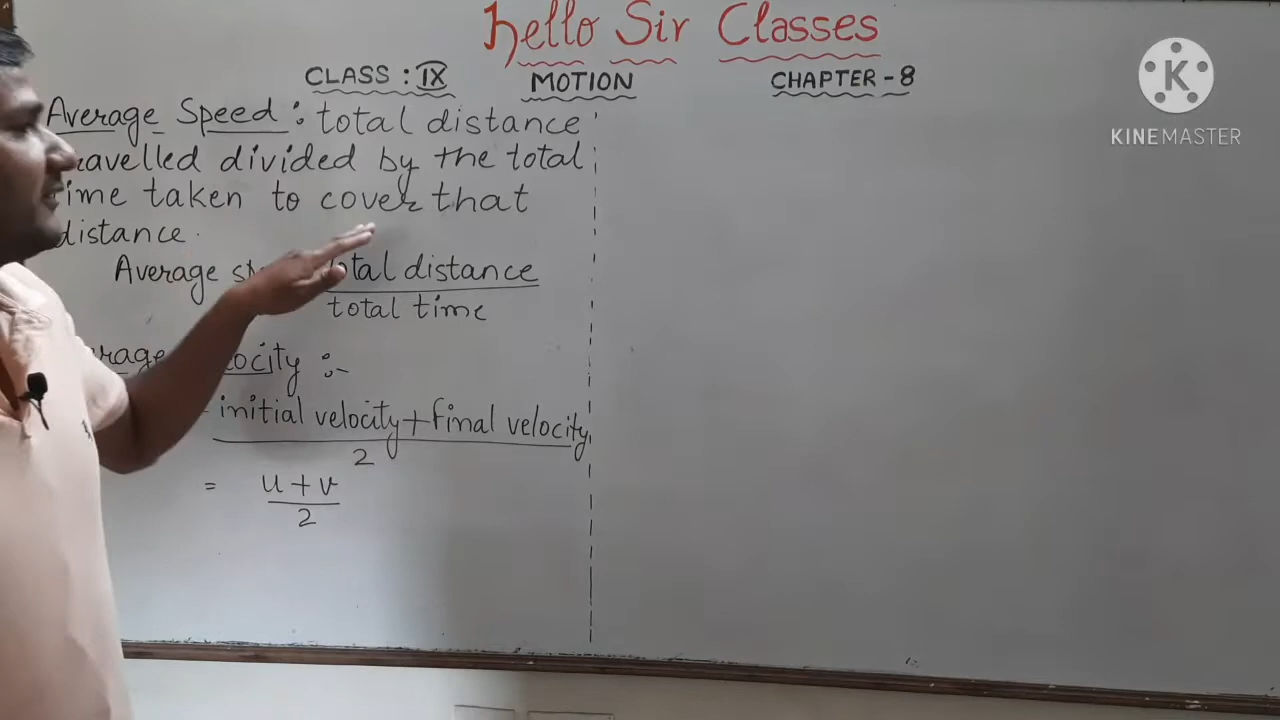 hello Sir Classes
CLASS : IX MOTION CHAPTER - 8
Average Speed : total distance
travelled divided by the total
time taken to cover that
distance.
Average total distance
total time
:-
initial velocity + final velocity
2
= u + v
2
KINEMASTER